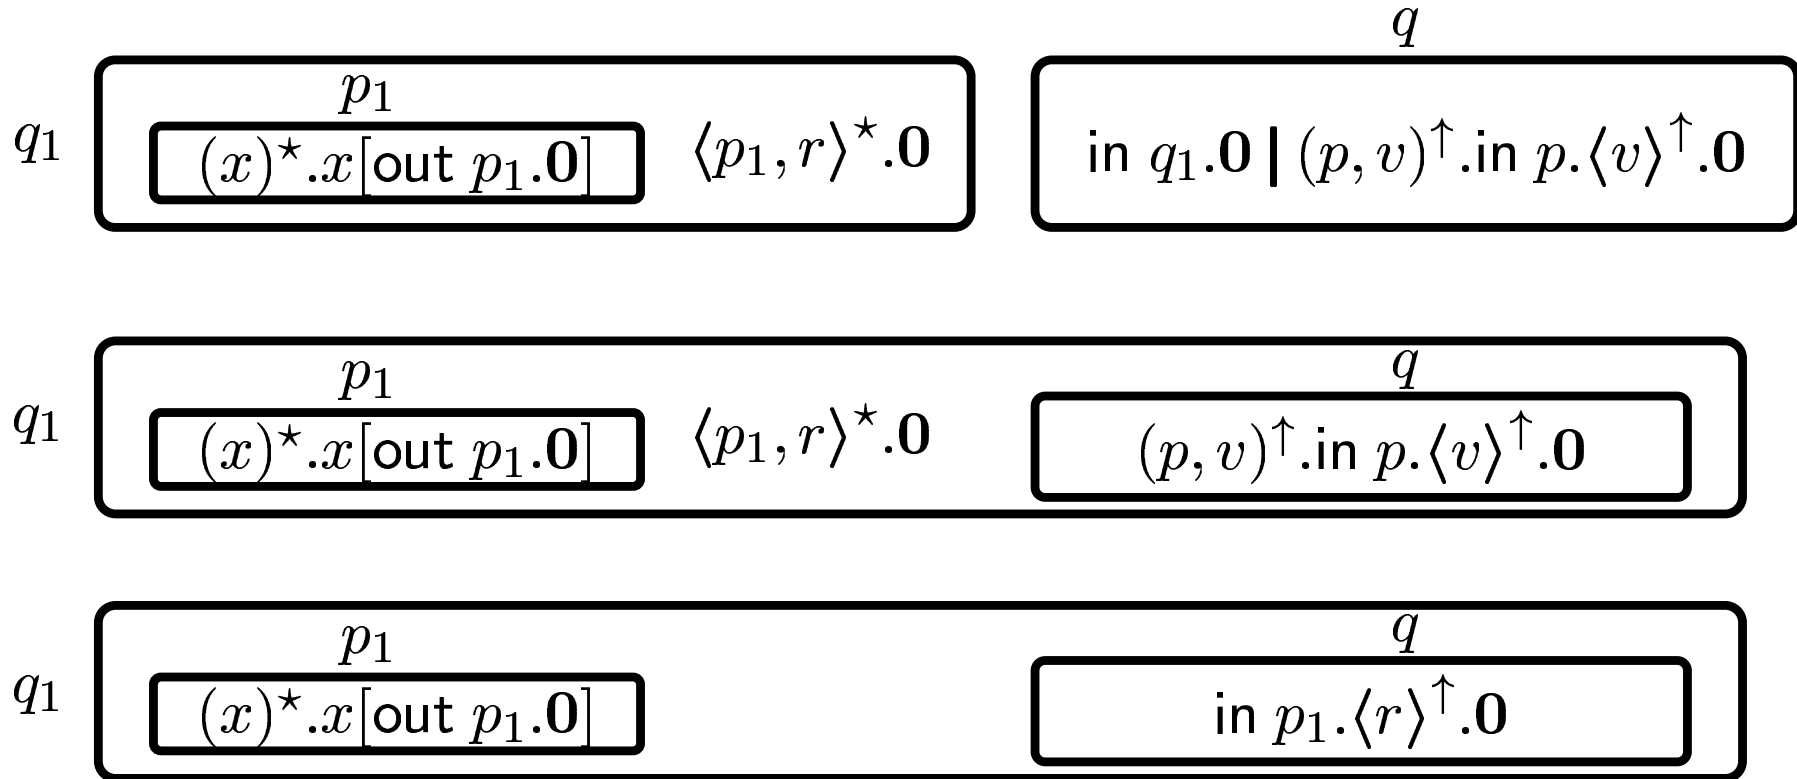 q
p₁
q₁ (x)⋆.x[out p₁.0] ⟨p₁, r⟩⋆.0 in q₁.0 | (p, v)↑.in p.⟨v⟩↑.0
p₁ q
q₁ (x)⋆.x[out p₁.0] ⟨p₁, r⟩⋆.0 (p, v)↑.in p.⟨v⟩↑.0
p₁ q
q₁ (x)⋆.x[out p₁.0] in p₁.⟨r⟩↑.0